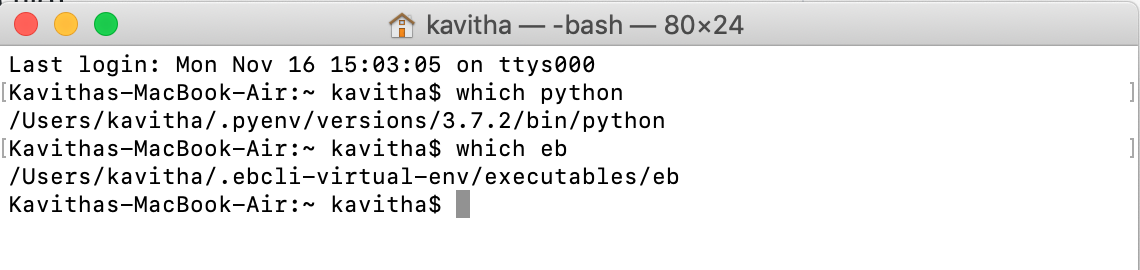 kavitha — -bash — 80×24
Last login: Mon Nov 16 15:03:05 on ttys000
[Kavithas-MacBook-Air:~ kavitha$ which python ]
/Users/kavitha/.pyenv/versions/3.7.2/bin/python
[Kavithas-MacBook-Air:~ kavitha$ which eb ]
/Users/kavitha/.ebcli-virtual-env/executables/eb
Kavithas-MacBook-Air:~ kavitha$